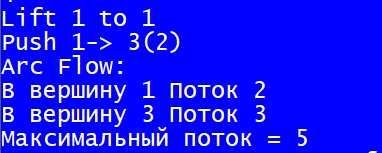 Lift 1 to 1
Push 1-> 3(2)
Arc Flow:
В вершину 1 Поток 2
В вершину 3 Поток 3
Максимальный поток = 5